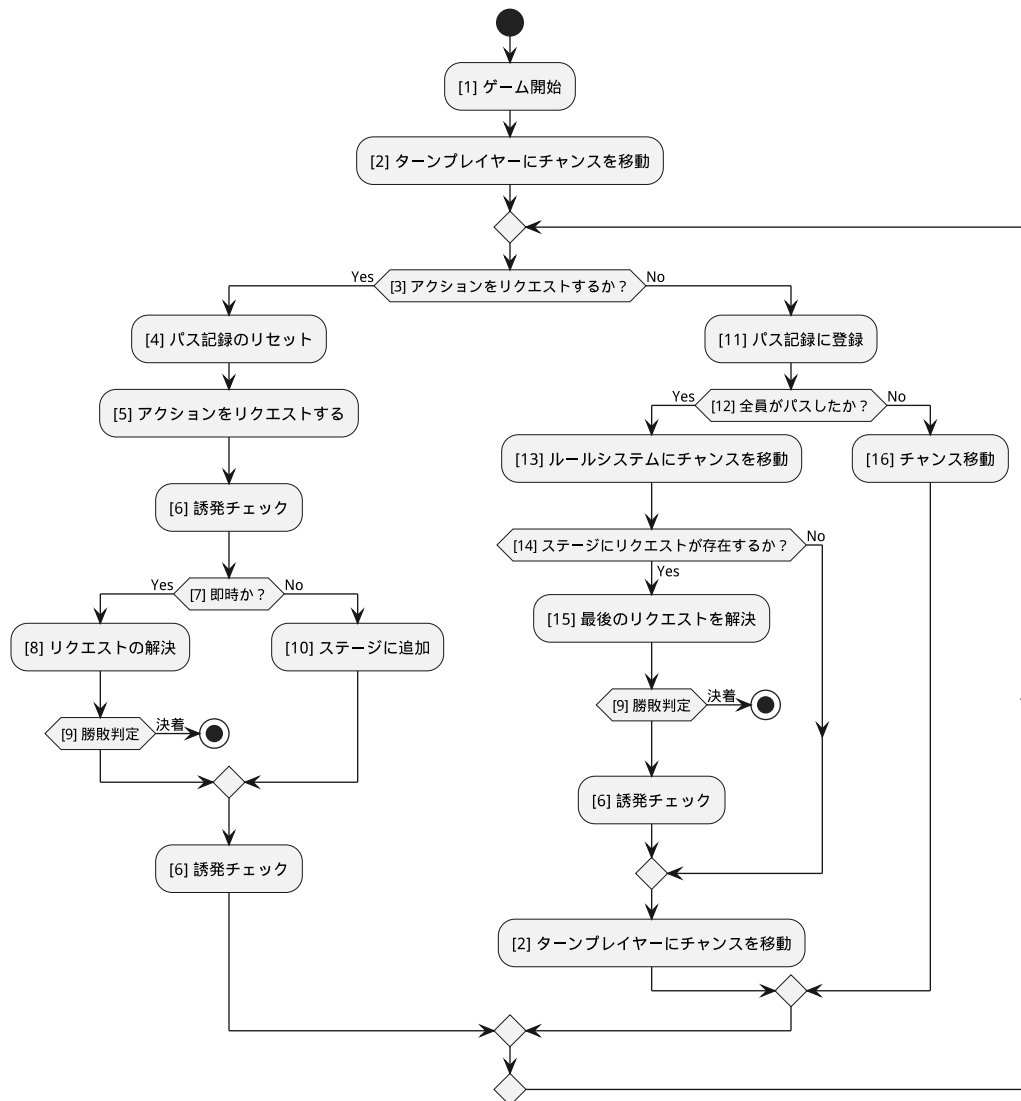 [1] ゲーム開始
[2] ターンプレイヤーにチャンスを移動
Yes
[3] アクションをリクエストするか？
No
[4] パス記録のリセット
[5] アクションをリクエストする
[6] 誘発チェック
Yes
[7] 即時か？
No
[8] リクエストの解決
[10] ステージに追加
[9] 勝敗判定
決着
[6] 誘発チェック
[11] パス記録に登録
Yes
[12] 全員がパスしたか？
No
[13] ルールシステムにチャンスを移動
[16] チャンス移動
[14] ステージにリクエストが存在するか？
No
Yes
[15] 最後のリクエストを解決
[9] 勝敗判定
決着
[6] 誘発チェック
[2] ターンプレイヤーにチャンスを移動